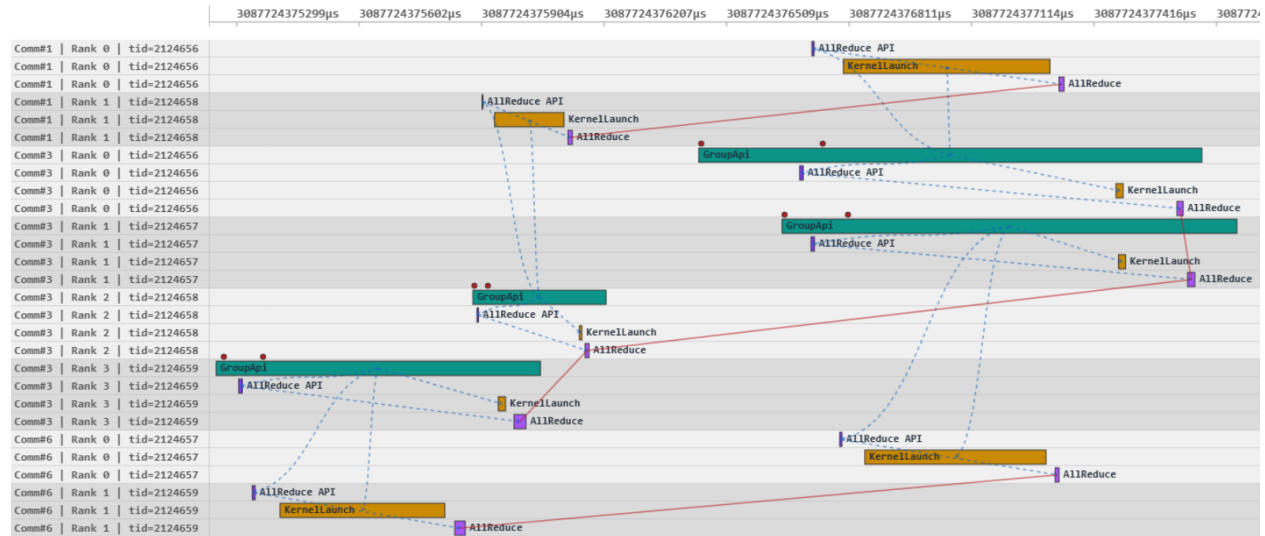 3087724375299µs 3087724375602µs 3087724375904µs 3087724376207µs 3087724376509µs 3087724376811µs 3087724377114µs 3087724377416µs 308772
Comm#1 | Rank 0 | tid=2124656 AllReduce API
Comm#1 | Rank 0 | tid=2124656 KernelLaunch
Comm#1 | Rank 0 | tid=2124656 AllReduce
Comm#1 | Rank 1 | tid=2124658 AllReduce API
Comm#1 | Rank 1 | tid=2124658 KernelLaunch
Comm#1 | Rank 1 | tid=2124658 AllReduce
Comm#3 | Rank 0 | tid=2124656 GroupApi
Comm#3 | Rank 0 | tid=2124656 AllReduce API
Comm#3 | Rank 0 | tid=2124656 KernelLaunch
Comm#3 | Rank 0 | tid=2124656 AllReduce
Comm#3 | Rank 1 | tid=2124657 GroupApi
Comm#3 | Rank 1 | tid=2124657 AllReduce API
Comm#3 | Rank 1 | tid=2124657 KernelLaunch
Comm#3 | Rank 1 | tid=2124657 AllReduce
Comm#3 | Rank 2 | tid=2124658 GroupApi
Comm#3 | Rank 2 | tid=2124658 AllReduce API
Comm#3 | Rank 2 | tid=2124658 KernelLaunch
Comm#3 | Rank 2 | tid=2124658 AllReduce
Comm#3 | Rank 3 | tid=2124659 GroupApi
Comm#3 | Rank 3 | tid=2124659 AllReduce API
Comm#3 | Rank 3 | tid=2124659 KernelLaunch
Comm#3 | Rank 3 | tid=2124659 AllReduce
Comm#6 | Rank 0 | tid=2124657 AllReduce API
Comm#6 | Rank 0 | tid=2124657 KernelLaunch
Comm#6 | Rank 0 | tid=2124657 AllReduce
Comm#6 | Rank 1 | tid=2124659 AllReduce API
Comm#6 | Rank 1 | tid=2124659 KernelLaunch
Comm#6 | Rank 1 | tid=2124659 AllReduce